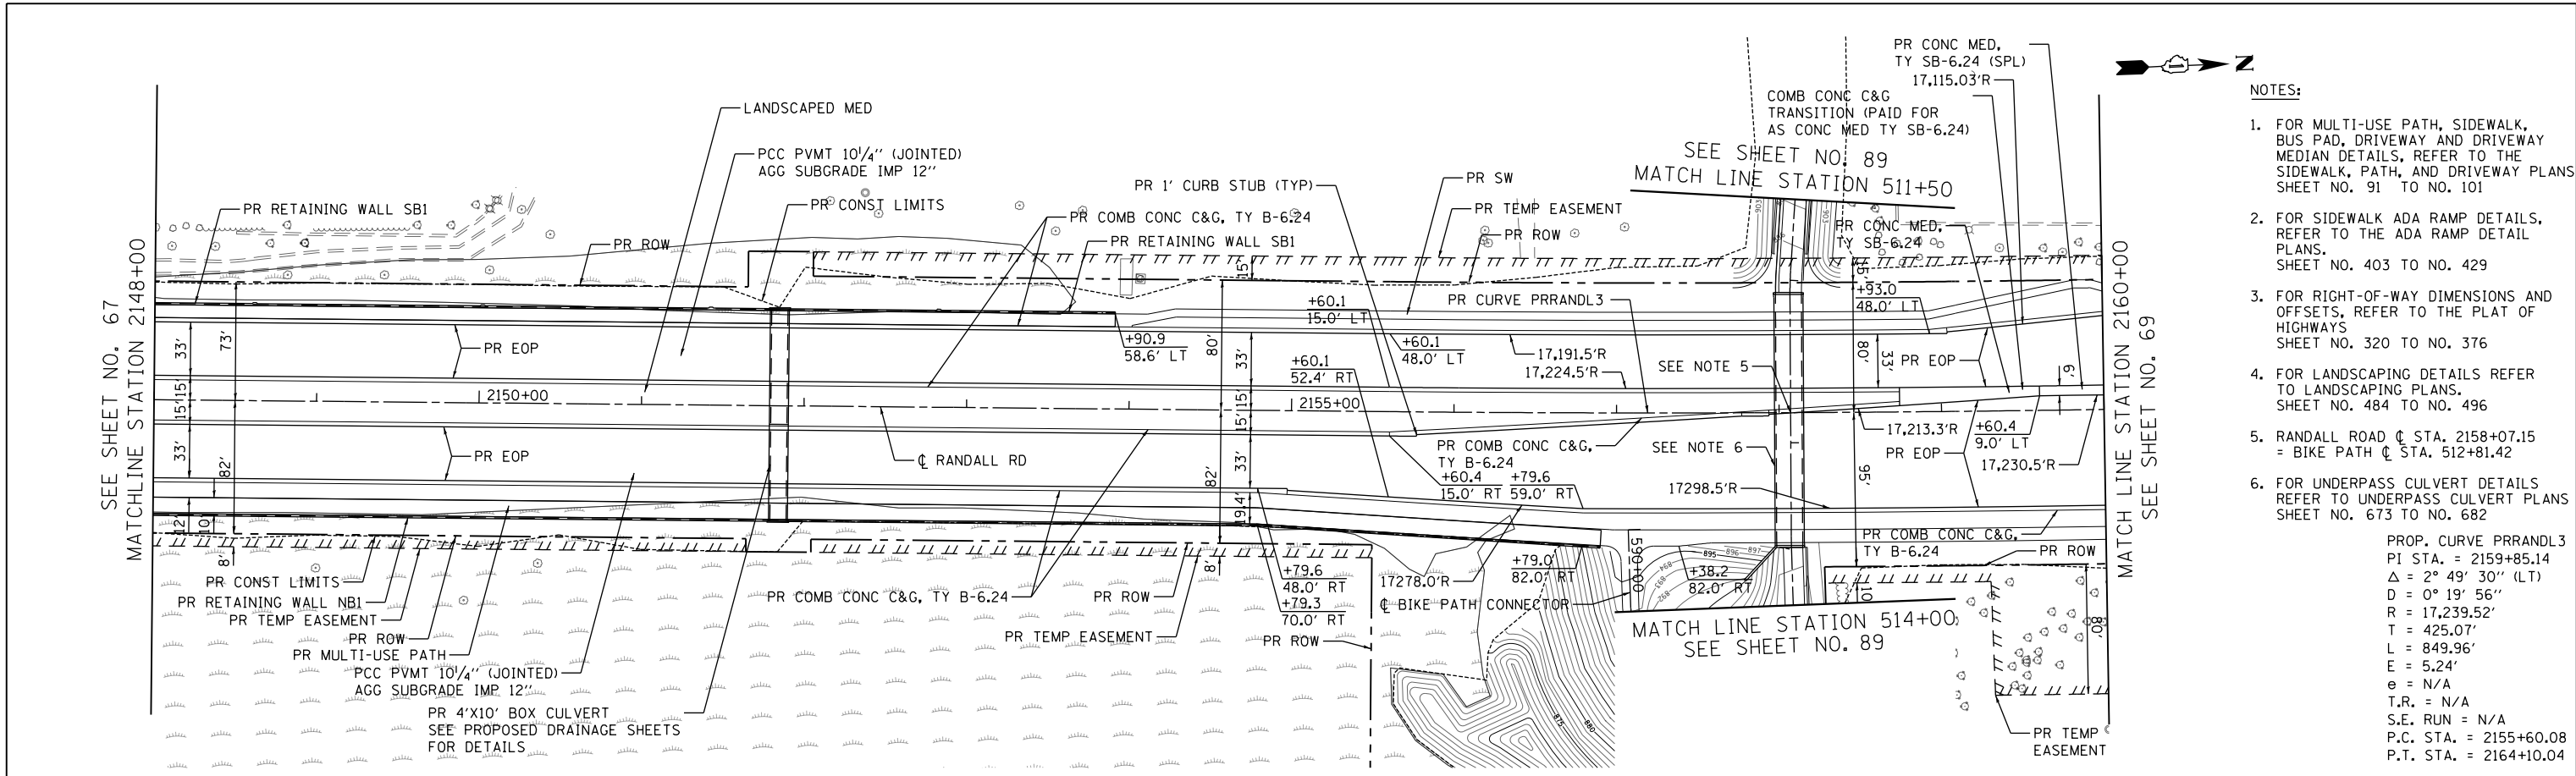 SEE SHEET NO. 67
MATCHLINE STATION 2148+00
LANDSCAPED MED
PCC PVMT 10¼" (JOINTED)
AGG SUBGRADE IMP 12"
PR CONST LIMITS
PR RETAINING WALL SB1
PR ROW
PR COMB CONC C&G, TY B-6.24
PR RETAINING WALL SB1
PR 1' CURB STUB (TYP)
PR SW
PR TEMP EASEMENT
PR ROW
SEE SHEET NO. 89
MATCH LINE STATION 511+50
PR CONC MED,
TY SB-6.24 (SPL)
17,115.03'R
COMB CONC C&G
TRANSITION (PAID FOR
AS CONC MED TY SB-6.24)
PR CONC MED,
TY SB-6.24
N
33'
73'
15'
15'
33'
82'
12'
10'
8'
PR EOP
2150+00
PR EOP
+90.9
58.6' LT
15'
80'
33'
15'
15'
33'
82'
19.4'
8'
+60.1
15.0' LT
+60.1
52.4' RT
+60.1
48.0' LT
2155+00
PR CURVE PRRANDL3
17,191.5'R
17,224.5'R
SEE NOTE 5
903
906
15'
+93.0
48.0' LT
80'
33'
PR EOP
9'
17,213.3'R
+60.4
9.0' LT
PR EOP
17,230.5'R
95'
℄ RANDALL RD
PR COMB CONC C&G,
TY B-6.24
+60.4
15.0' RT
+79.6
59.0' RT
SEE NOTE 6
17298.5'R
PR COMB CONC C&G,
TY B-6.24
PR ROW
MATCH LINE STATION 2160+00
SEE SHEET NO. 69
PR CONST LIMITS
PR RETAINING WALL NB1
PR TEMP EASEMENT
PR ROW
PR MULTI-USE PATH
PCC PVMT 10¼" (JOINTED)
AGG SUBGRADE IMP 12"
PR 4'X10' BOX CULVERT
SEE PROPOSED DRAINAGE SHEETS
FOR DETAILS
PR COMB CONC C&G, TY B-6.24
PR ROW
PR TEMP EASEMENT
+79.6
48.0' RT
+79.3
70.0' RT
PR ROW
17278.0'R
+79.0
82.0' RT
℄ BIKE PATH CONNECTOR
590+00
895
896
897
894
893
892
+38.2
82.0' RT
10'
80'
MATCH LINE STATION 514+00
SEE SHEET NO. 89
875
880
PR TEMP
EASEMENT
NOTES:
1. FOR MULTI-USE PATH, SIDEWALK,
BUS PAD, DRIVEWAY AND DRIVEWAY
MEDIAN DETAILS, REFER TO THE
SIDEWALK, PATH, AND DRIVEWAY PLANS
SHEET NO. 91 TO NO. 101
2. FOR SIDEWALK ADA RAMP DETAILS,
REFER TO THE ADA RAMP DETAIL
PLANS.
SHEET NO. 403 TO NO. 429
3. FOR RIGHT-OF-WAY DIMENSIONS AND
OFFSETS, REFER TO THE PLAT OF
HIGHWAYS
SHEET NO. 320 TO NO. 376
4. FOR LANDSCAPING DETAILS REFER
TO LANDSCAPING PLANS.
SHEET NO. 484 TO NO. 496
5. RANDALL ROAD ℄ STA. 2158+07.15
= BIKE PATH ℄ STA. 512+81.42
6. FOR UNDERPASS CULVERT DETAILS
REFER TO UNDERPASS CULVERT PLANS
SHEET NO. 673 TO NO. 682
PROP. CURVE PRRANDL3
PI STA. = 2159+85.14
Δ = 2° 49' 30" (LT)
D = 0° 19' 56"
R = 17,239.52'
T = 425.07'
L = 849.96'
E = 5.24'
e = N/A
T.R. = N/A
S.E. RUN = N/A
P.C. STA. = 2155+60.08
P.T. STA. = 2164+10.04